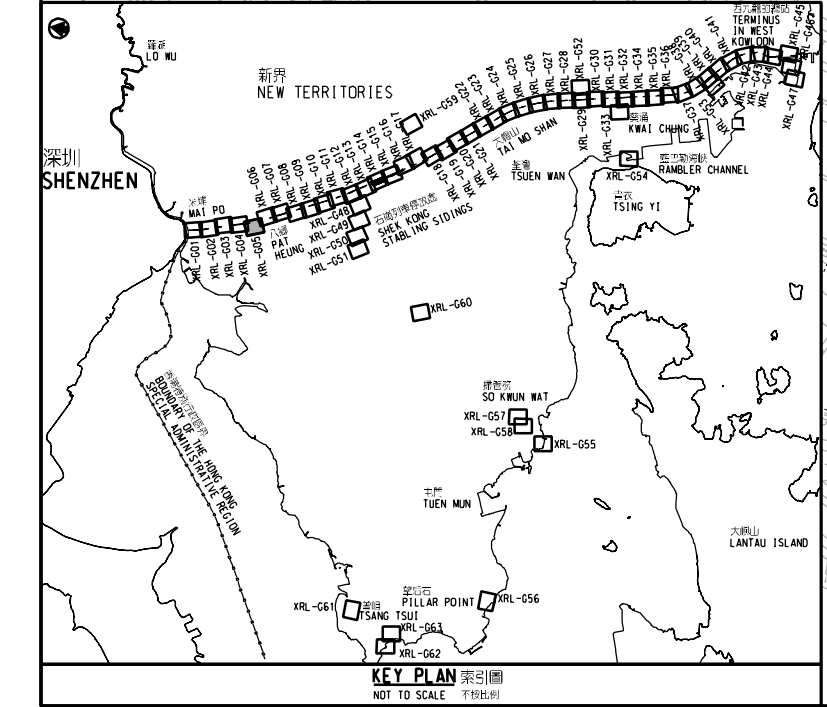 羅湖
LO WU
新界
NEW TERRITORIES
深圳
SHENZHEN
米埔
MAI PO
XRL-G01
XRL-G02
XRL-G03
XRL-G04
XRL-G05
XRL-G06
XRL-G07
XRL-G08
XRL-G09
XRL-G10
XRL-G11
XRL-G12
XRL-G13
XRL-G14
XRL-G15
XRL-G16
XRL-G59
八鄉
PAT
HEUNG
XRL-G48
XRL-G49
XRL-G50
XRL-G51
石崗列車停放處
SHEK KONG
STABLING SIDINGS
XRL-G18
XRL-G19
XRL-G20
XRL-G21
XRL-G22
XRL-G23
XRL-G24
XRL-G25
XRL-G26
XRL-G27
XRL-G28
XRL-G52
XRL-G29
XRL-G30
XRL-G31
XRL-G32
XRL-G33
XRL-G34
XRL-G35
XRL-G36
XRL-G37
大帽山
TAI MO SHAN
荃灣
TSUEN WAN
葵涌
KWAI CHUNG
XRL-G40
XRL-G41
西九龍的總站
TERMINUS
IN WEST
KOWLOON
XRL-G42
XRL-G43
XRL-G44
XRL-G45
XRL-G47
XRL-G54
藍巴勒海峽
RAMBLER CHANNEL
青衣
TSING YI
XRL-G60
香港特別行政區界
BOUNDARY OF THE HONG KONG
SPECIAL ADMINISTRATIVE REGION
掃管笏
SO KWUN WAT
XRL-G57
XRL-G58
XRL-G55
屯門
TUEN MUN
大嶼山
LANTAU ISLAND
望后石
PILLAR POINT
XRL-G56
XRL-G61
曾咀
TSANG TSUI
XRL-G63
XRL-G62
KEY PLAN 索引圖
NOT TO SCALE 不按比例